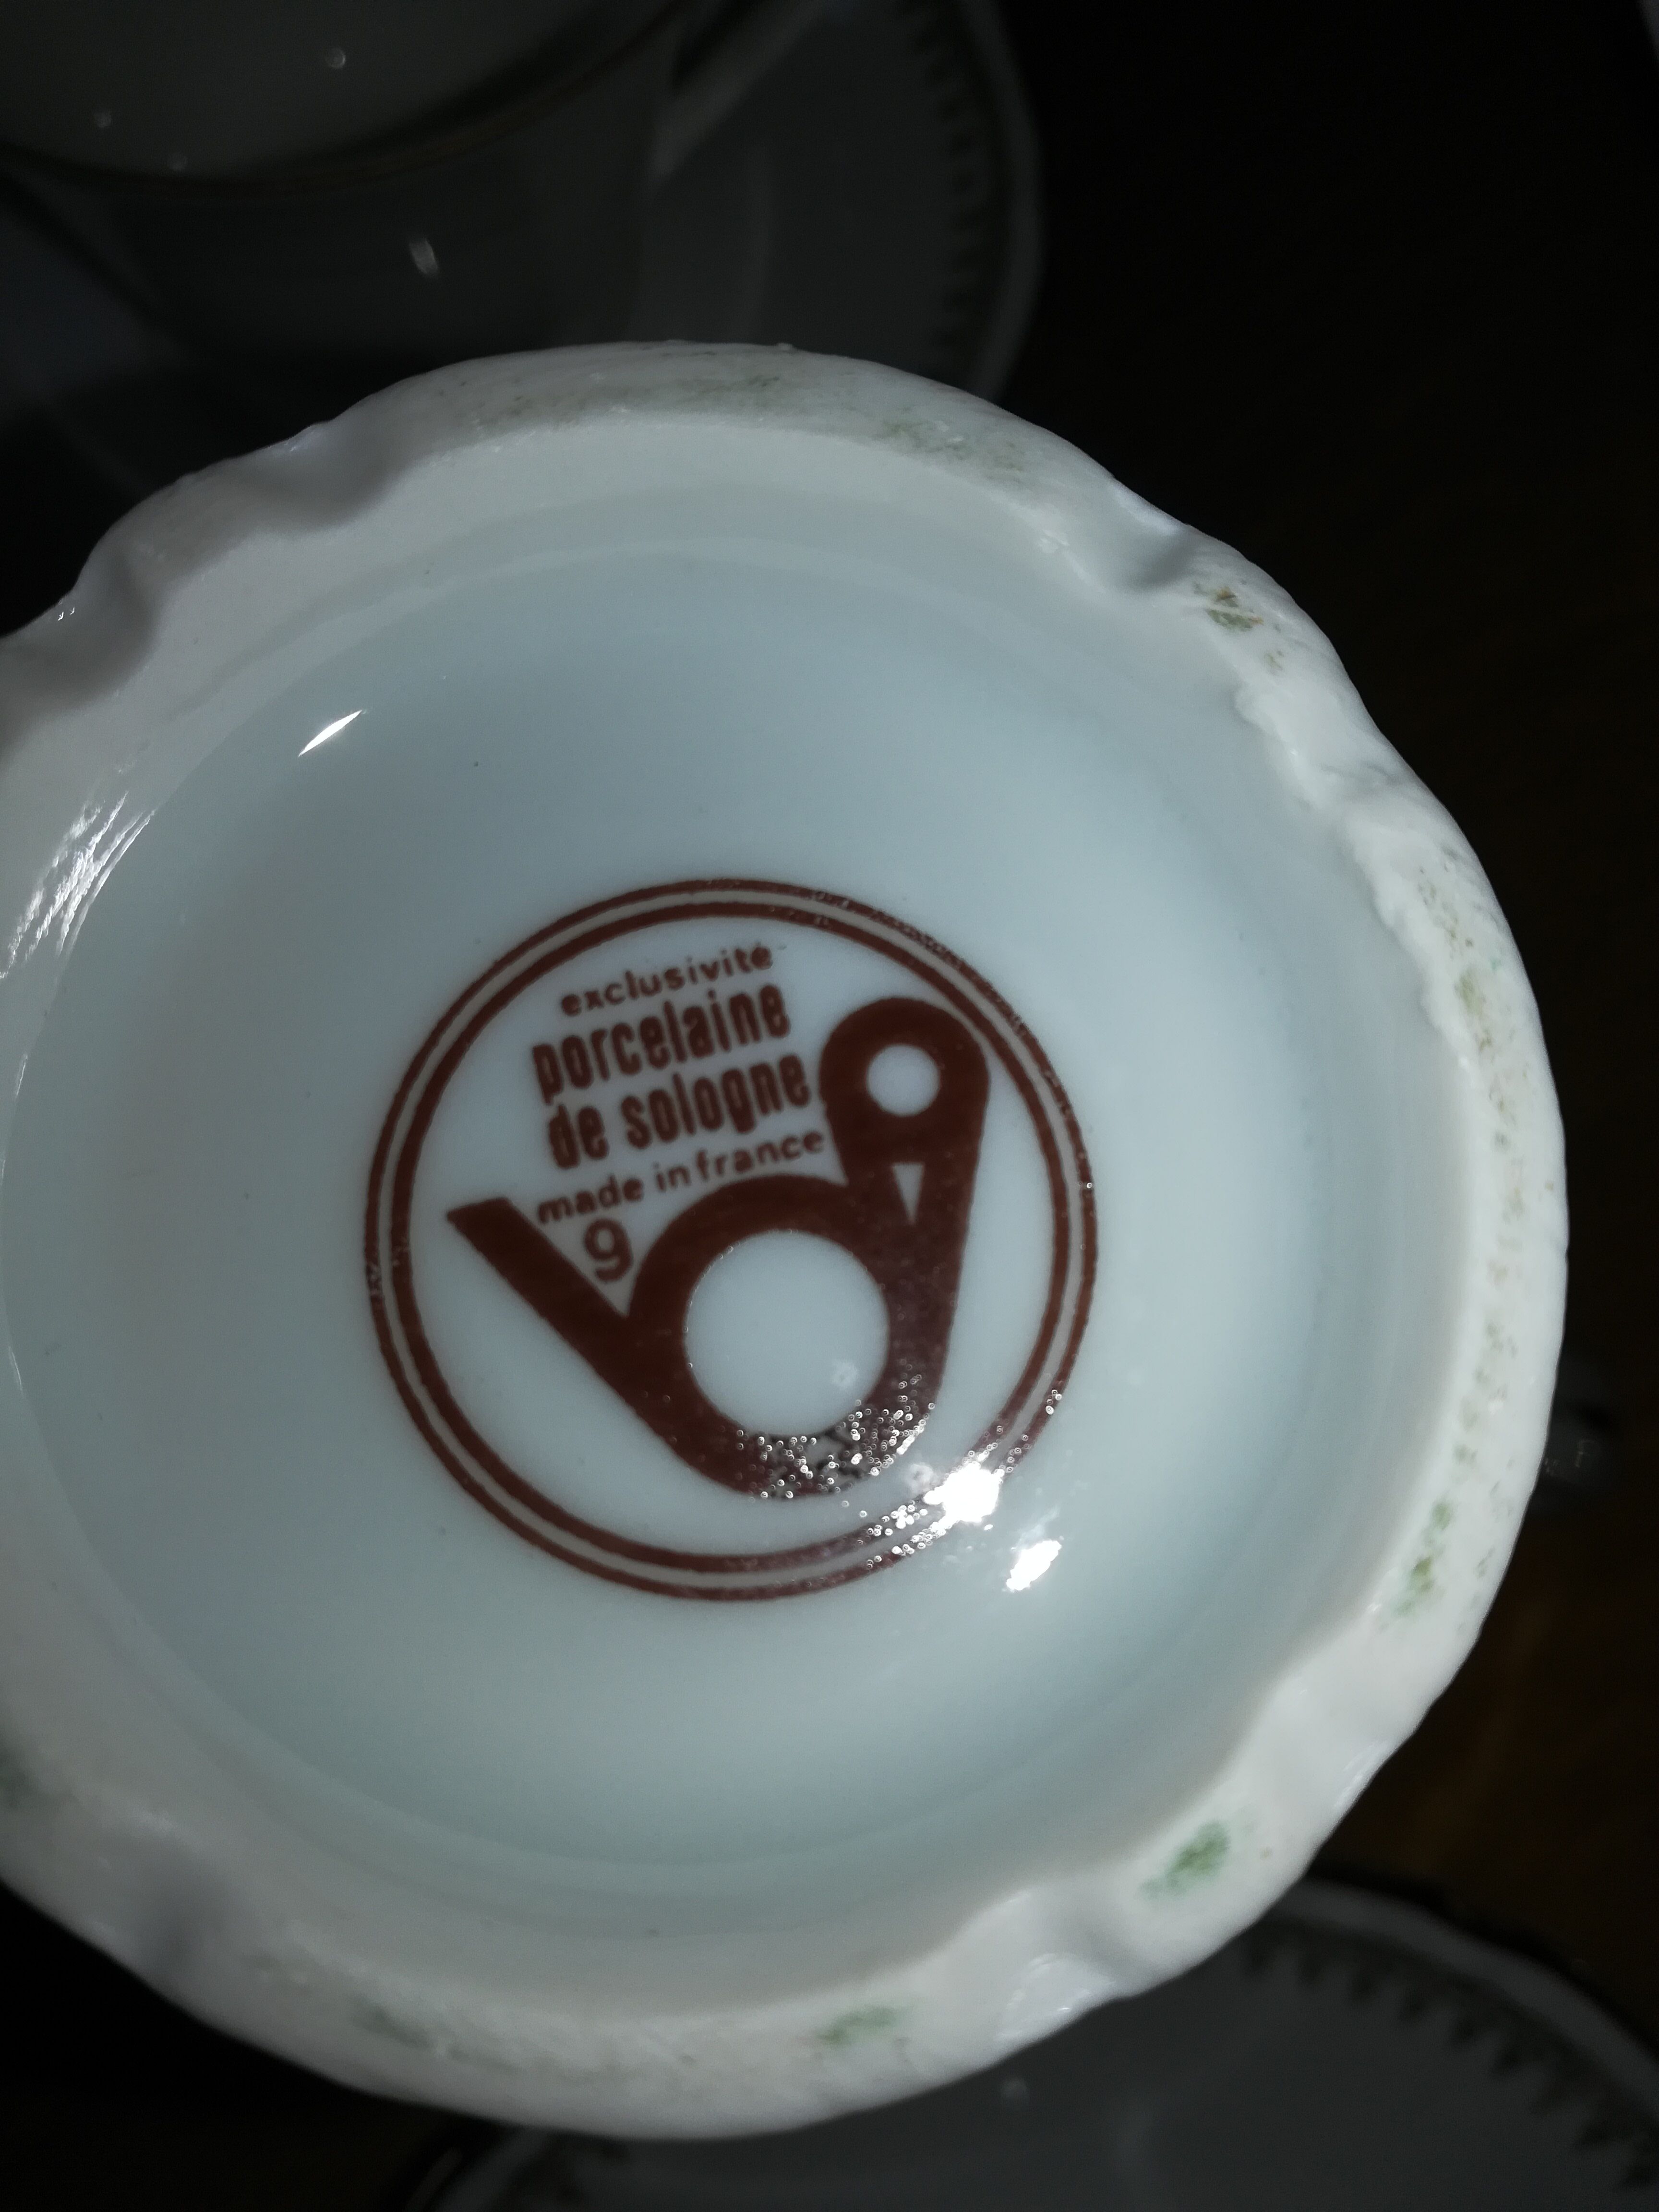 exclusivité
porcelaine
de sologne
made in france
9